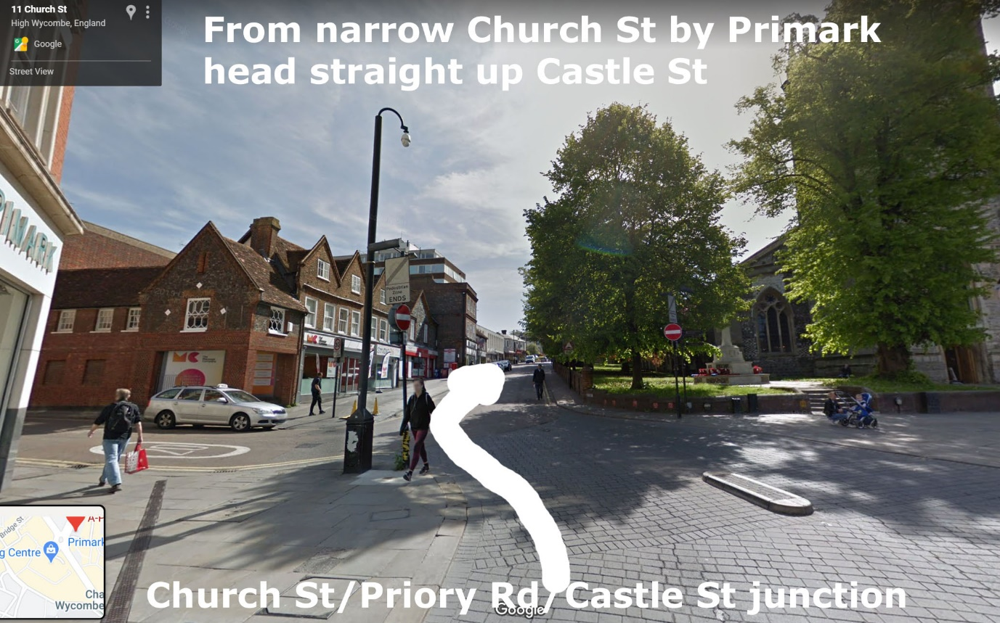 11 Church St
High Wycombe, England
Google
Street View
From narrow Church St by Primark
head straight up Castle St
PRIMARK
Pedestrian
Zone
ENDS
MK
MC
Bridge St
A-H
Primark
g Centre
Cha
Wycombe
Church St/Priory Rd/Castle St junction
Google